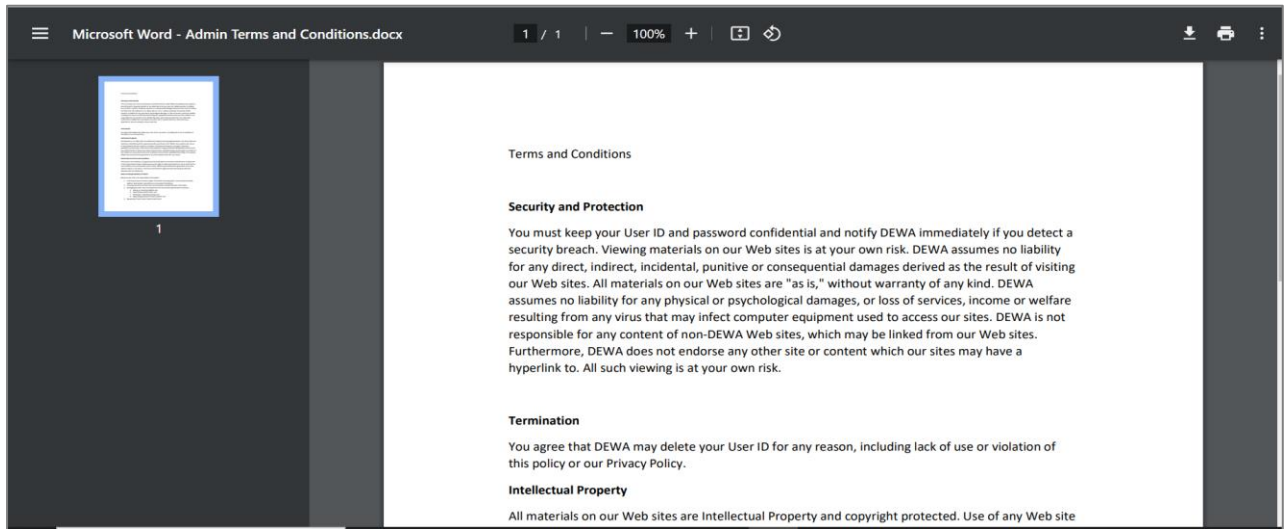 Microsoft Word - Admin Terms and Conditions.docx
1 / 1
100%
1
Terms and Conditions
Security and Protection
You must keep your User ID and password confidential and notify DEWA immediately if you detect a
security breach. Viewing materials on our Web sites is at your own risk. DEWA assumes no liability
for any direct, indirect, incidental, punitive or consequential damages derived as the result of visiting
our Web sites. All materials on our Web sites are "as is," without warranty of any kind. DEWA
assumes no liability for any physical or psychological damages, or loss of services, income or welfare
resulting from any virus that may infect computer equipment used to access our sites. DEWA is not
responsible for any content of non-DEWA Web sites, which may be linked from our Web sites.
Furthermore, DEWA does not endorse any other site or content which our sites may have a
hyperlink to. All such viewing is at your own risk.
Termination
You agree that DEWA may delete your User ID for any reason, including lack of use or violation of
this policy or our Privacy Policy.
Intellectual Property
All materials on our Web sites are Intellectual Property and copyright protected. Use of any Web site